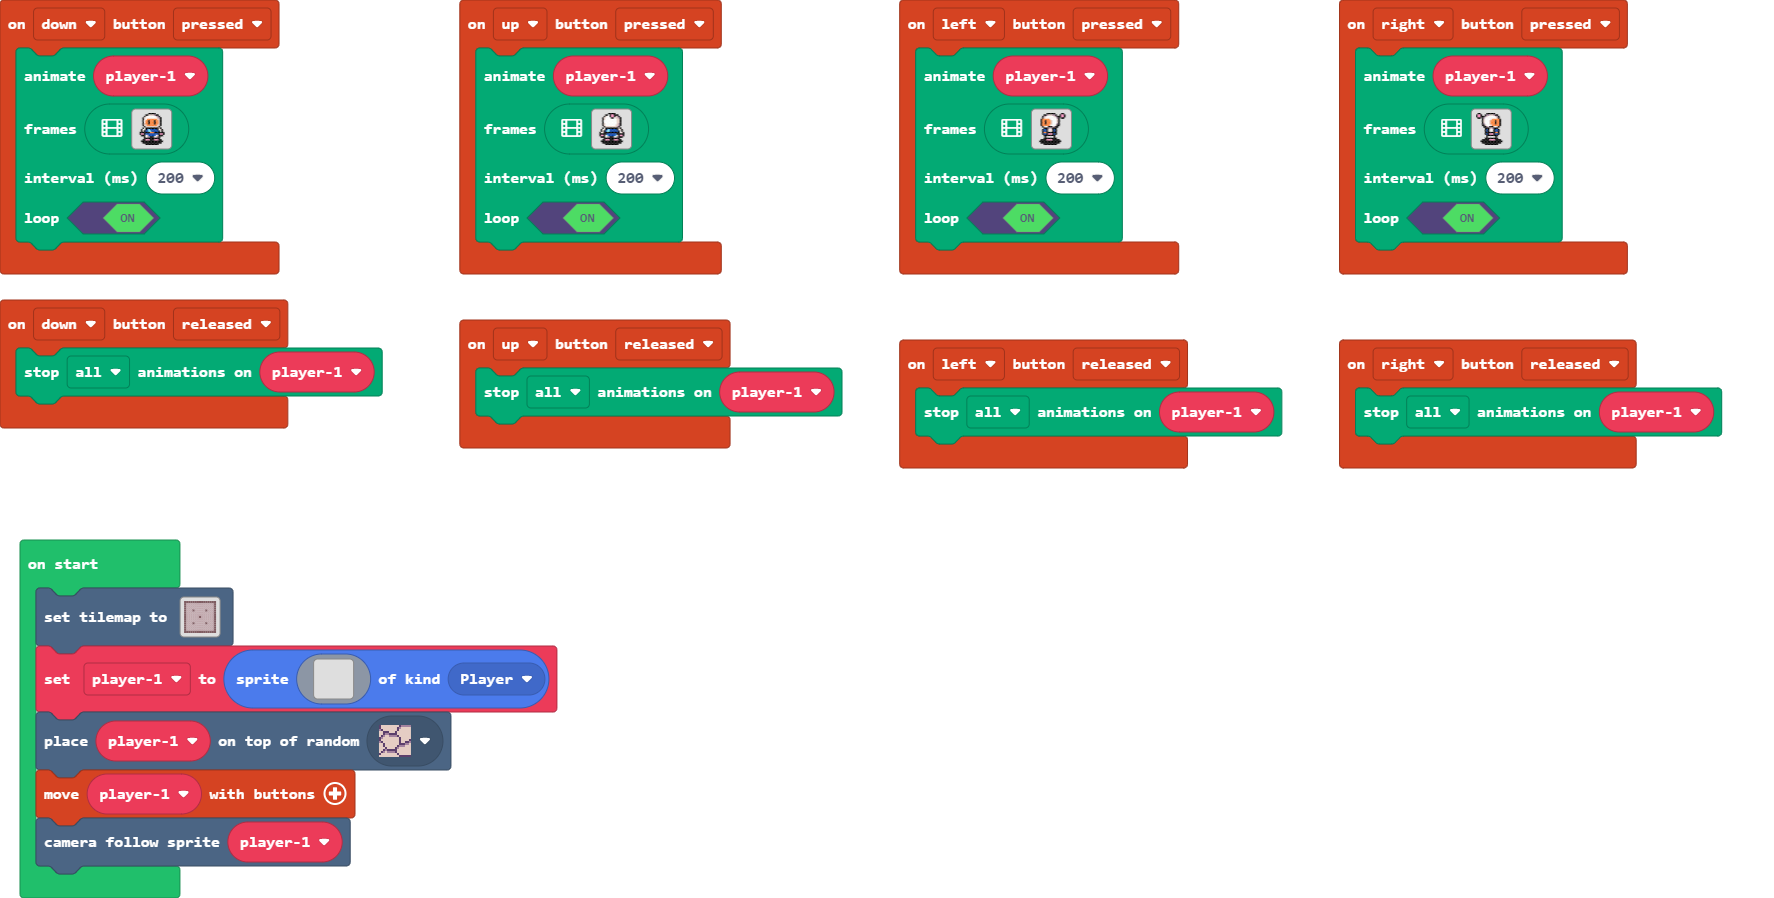 on down button pressed
animate player-1
frames
interval (ms) 200
loop ON
on up button pressed
animate player-1
frames
interval (ms) 200
loop ON
on left button pressed
animate player-1
frames
interval (ms) 200
loop ON
on right button pressed
animate player-1
frames
interval (ms) 200
loop ON
on down button released
stop all animations on player-1
on up button released
stop all animations on player-1
on left button released
stop all animations on player-1
on right button released
stop all animations on player-1
on start
set tilemap to
set player-1 to sprite of kind Player
place player-1 on top of random
move player-1 with buttons
camera follow sprite player-1